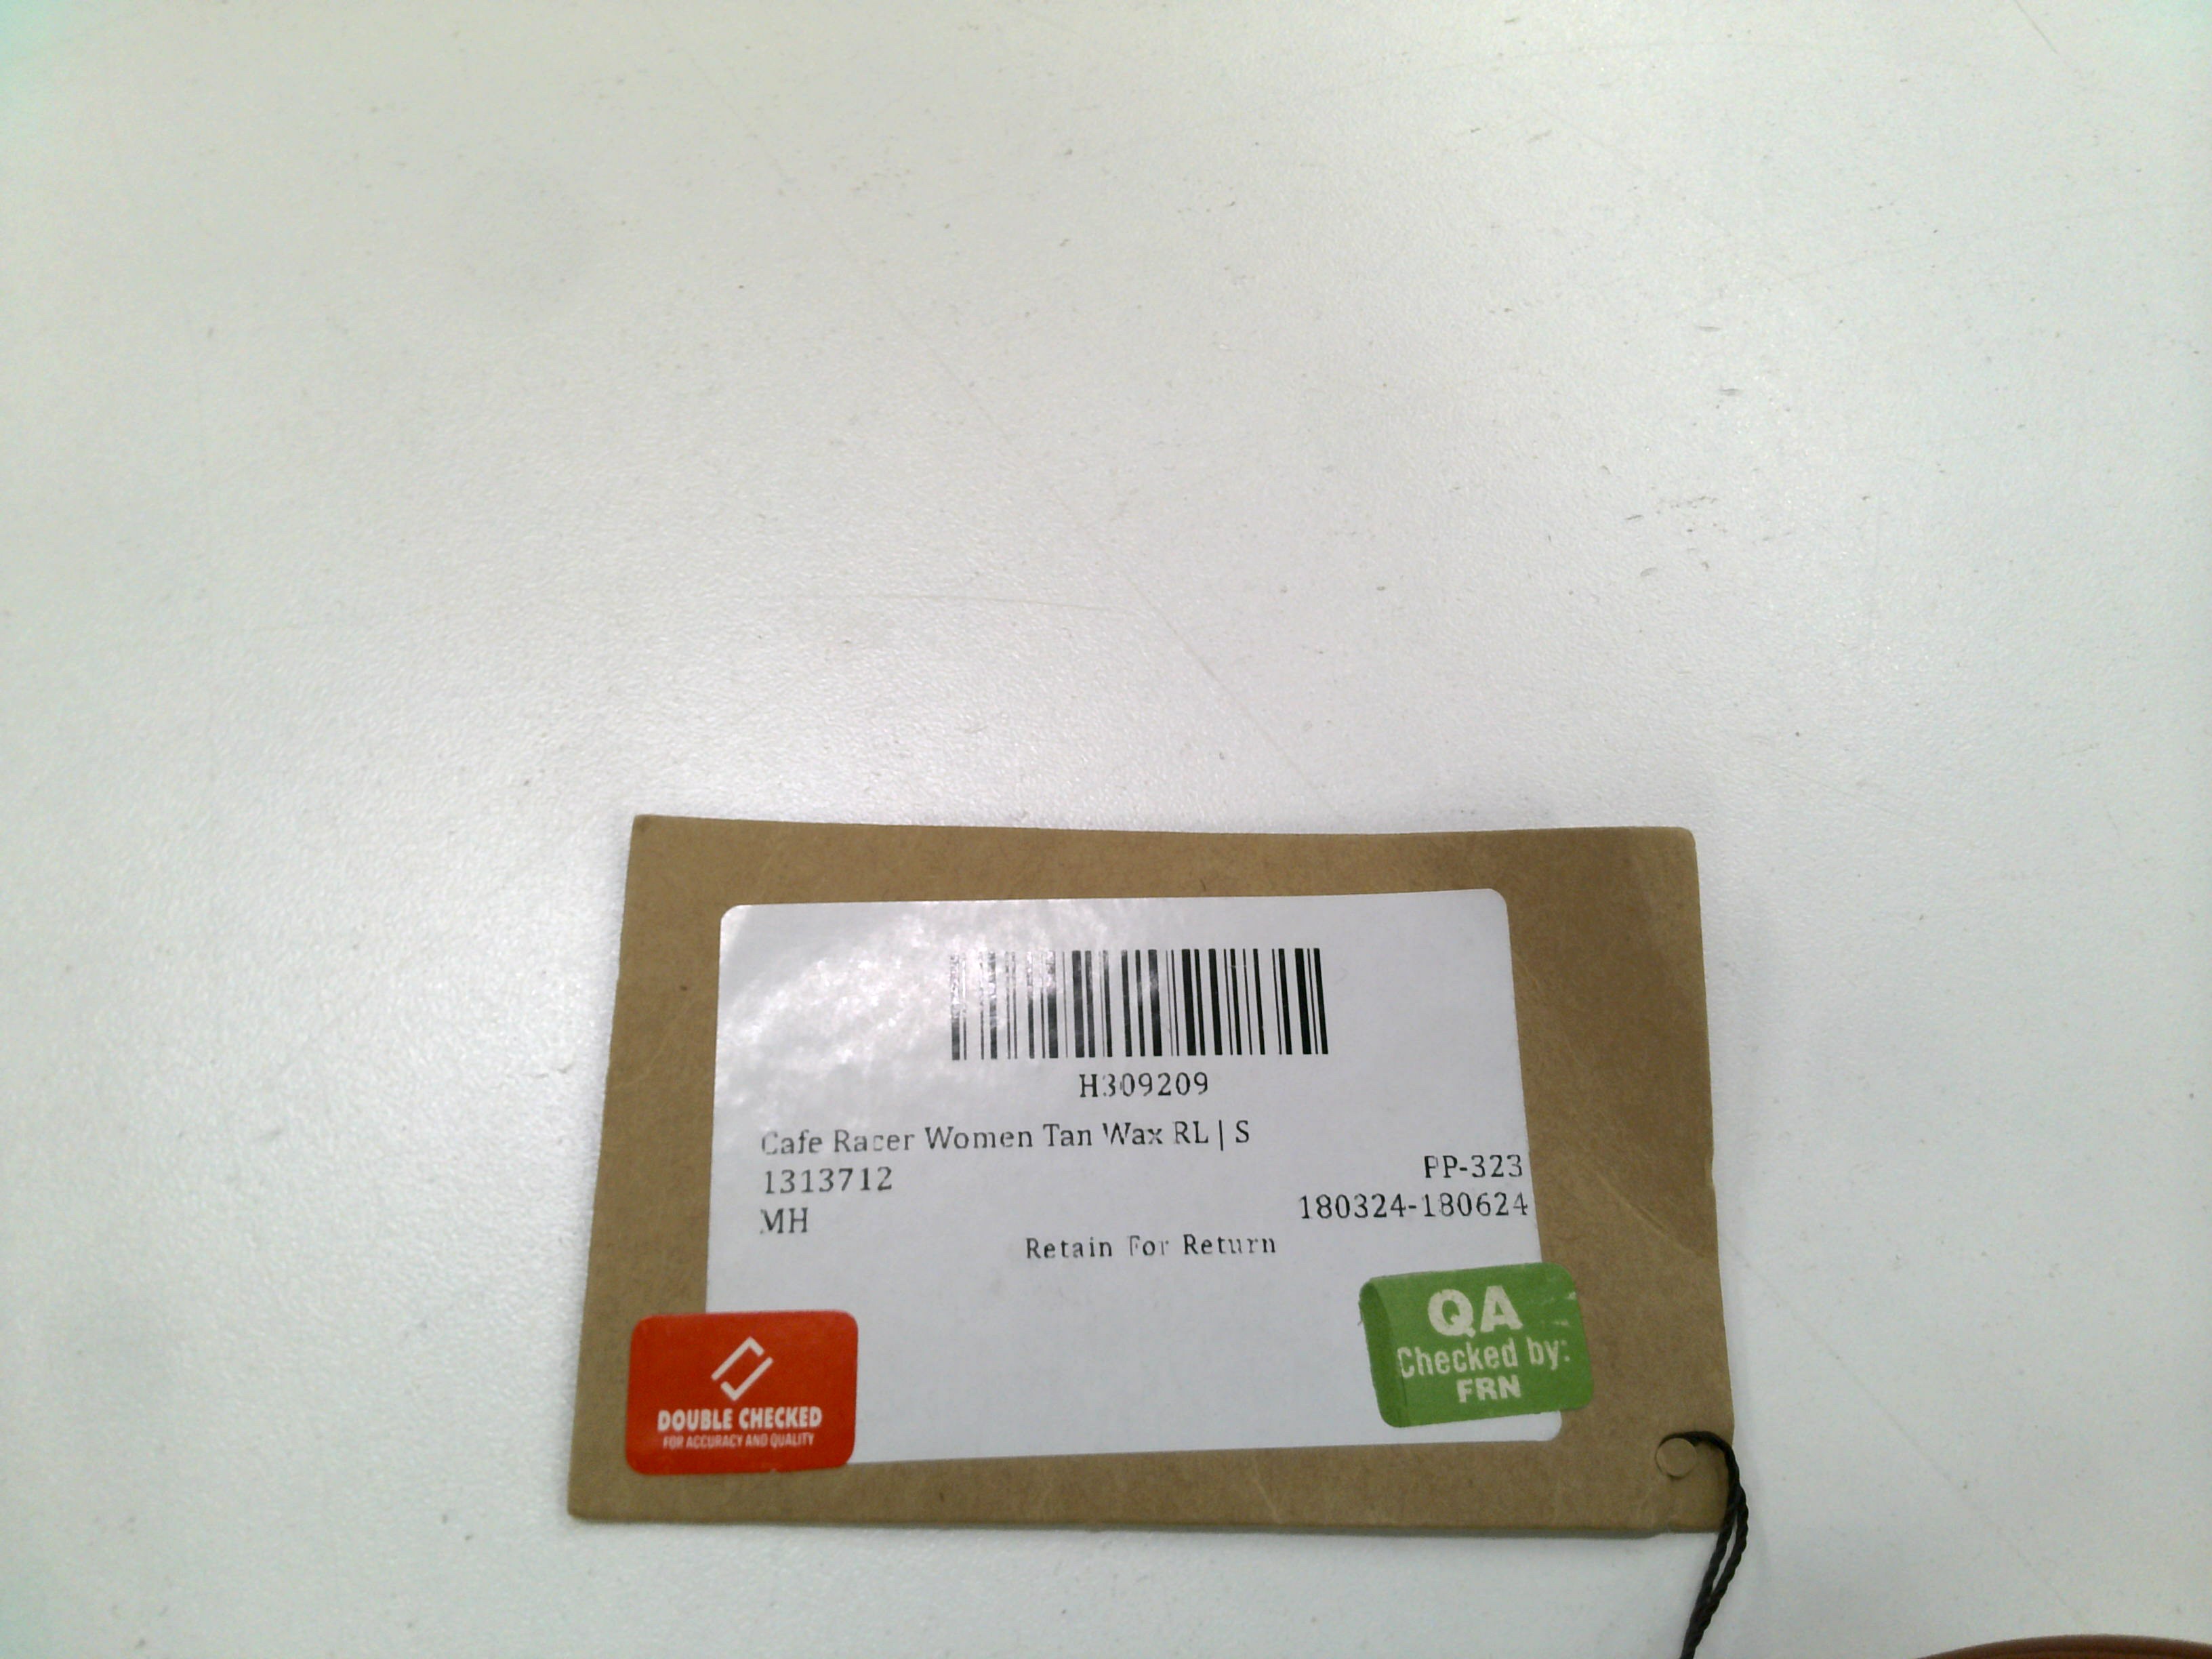 H309209
Cafe Racer Women Tan Wax RL | S
1313712
PP-323
MH
180324-180624
Retain For Return
DOUBLE CHECKED
FOR ACCURACY AND QUALITY
QA
Checked by:
FRN